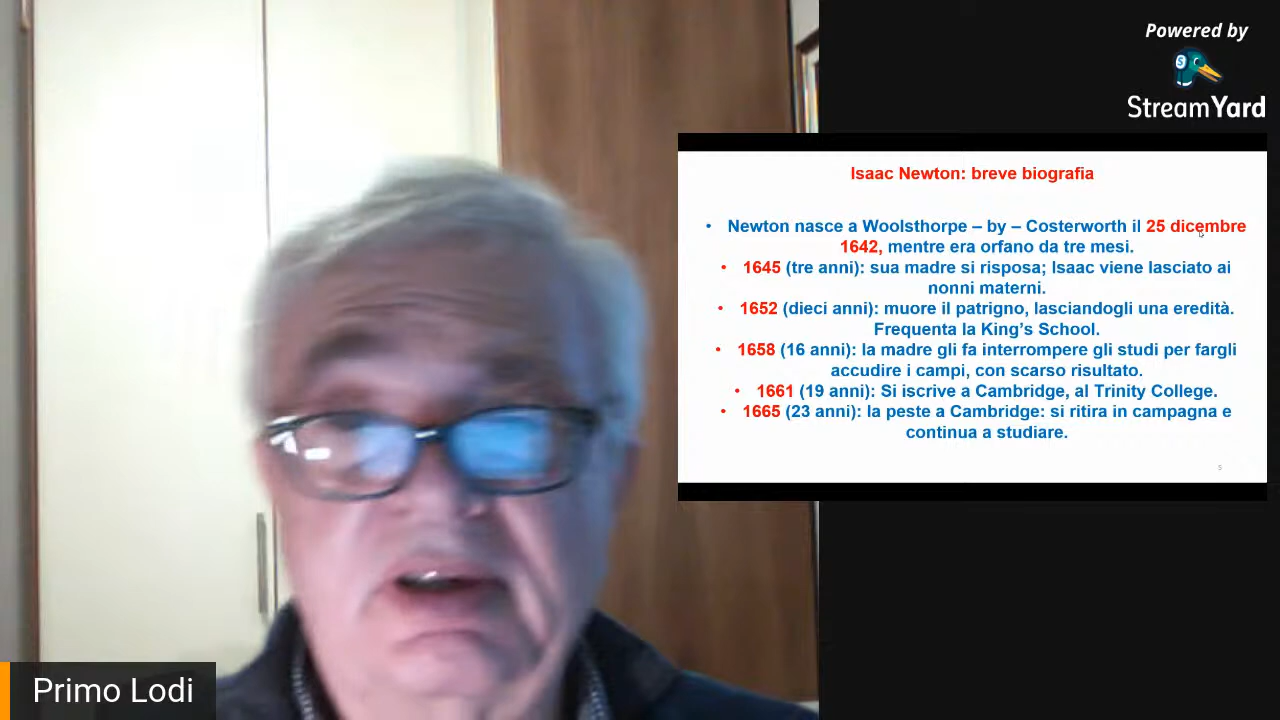 Powered by
StreamYard
Isaac Newton: breve biografia
• Newton nasce a Woolsthorpe – by – Costerworth il 25 dicembre
1642, mentre era orfano da tre mesi.
• 1645 (tre anni): sua madre si risposa; Isaac viene lasciato ai
nonni materni.
• 1652 (dieci anni): muore il patrigno, lasciandogli una eredità.
Frequenta la King's School.
• 1658 (16 anni): la madre gli fa interrompere gli studi per fargli
accudire i campi, con scarso risultato.
• 1661 (19 anni): Si iscrive a Cambridge, al Trinity College.
• 1665 (23 anni): la peste a Cambridge: si ritira in campagna e
continua a studiare.
5
Primo Lodi